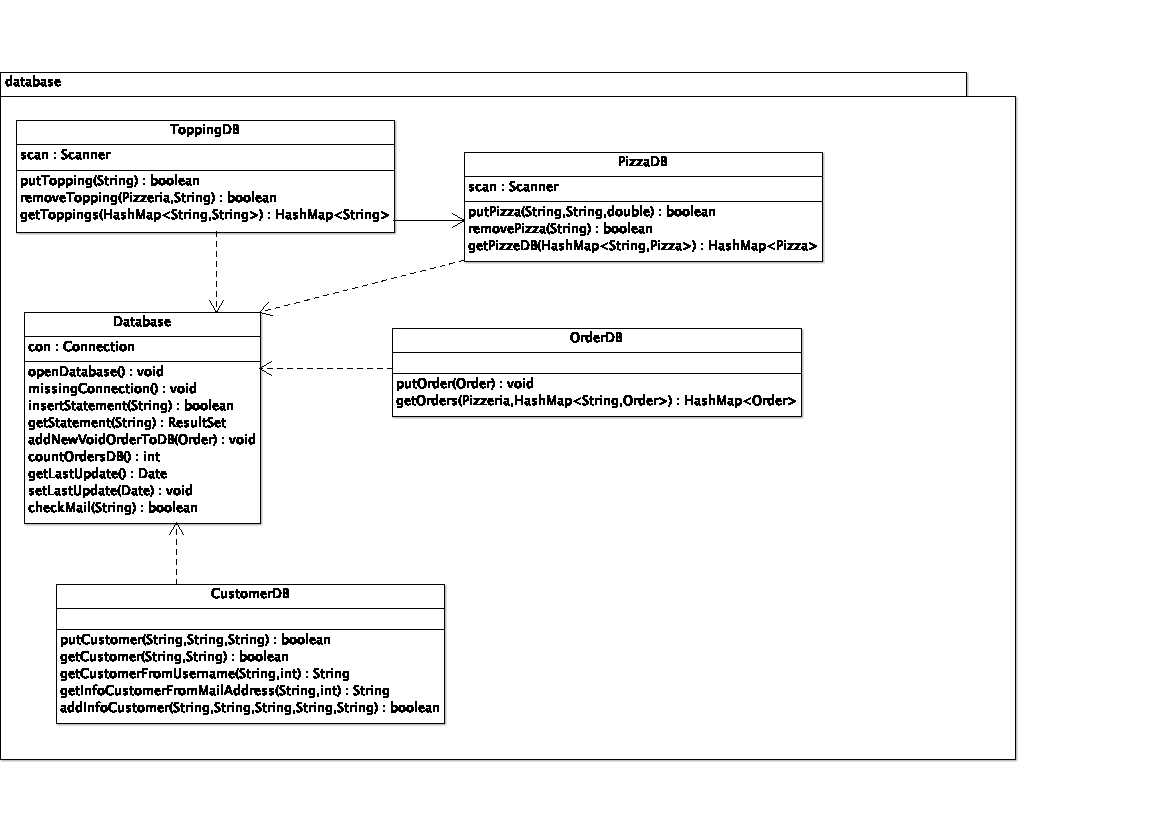 database
ToppingDB
scan : Scanner
putTopping(String) : boolean
removeTopping(Pizzeria,String) : boolean
getToppings(HashMap<String,String>) : HashMap<String>
PizzaDB
scan : Scanner
putPizza(String,String,double) : boolean
removePizza(String) : boolean
getPizzeDB(HashMap<String,Pizza>) : HashMap<Pizza>
Database
con : Connection
openDatabase() : void
missingConnection() : void
insertStatement(String) : boolean
getStatement(String) : ResultSet
addNewVoidOrderToDB(Order) : void
countOrdersDB() : int
getLastUpdate() : Date
setLastUpdate(Date) : void
checkMail(String) : boolean
OrderDB
putOrder(Order) : void
getOrders(Pizzeria,HashMap<String,Order>) : HashMap<Order>
CustomerDB
putCustomer(String,String,String) : boolean
getCustomer(String,String) : boolean
getCustomerFromUsername(String,int) : String
getInfoCustomerFromMailAddress(String,int) : String
addInfoCustomer(String,String,String,String,String) : boolean